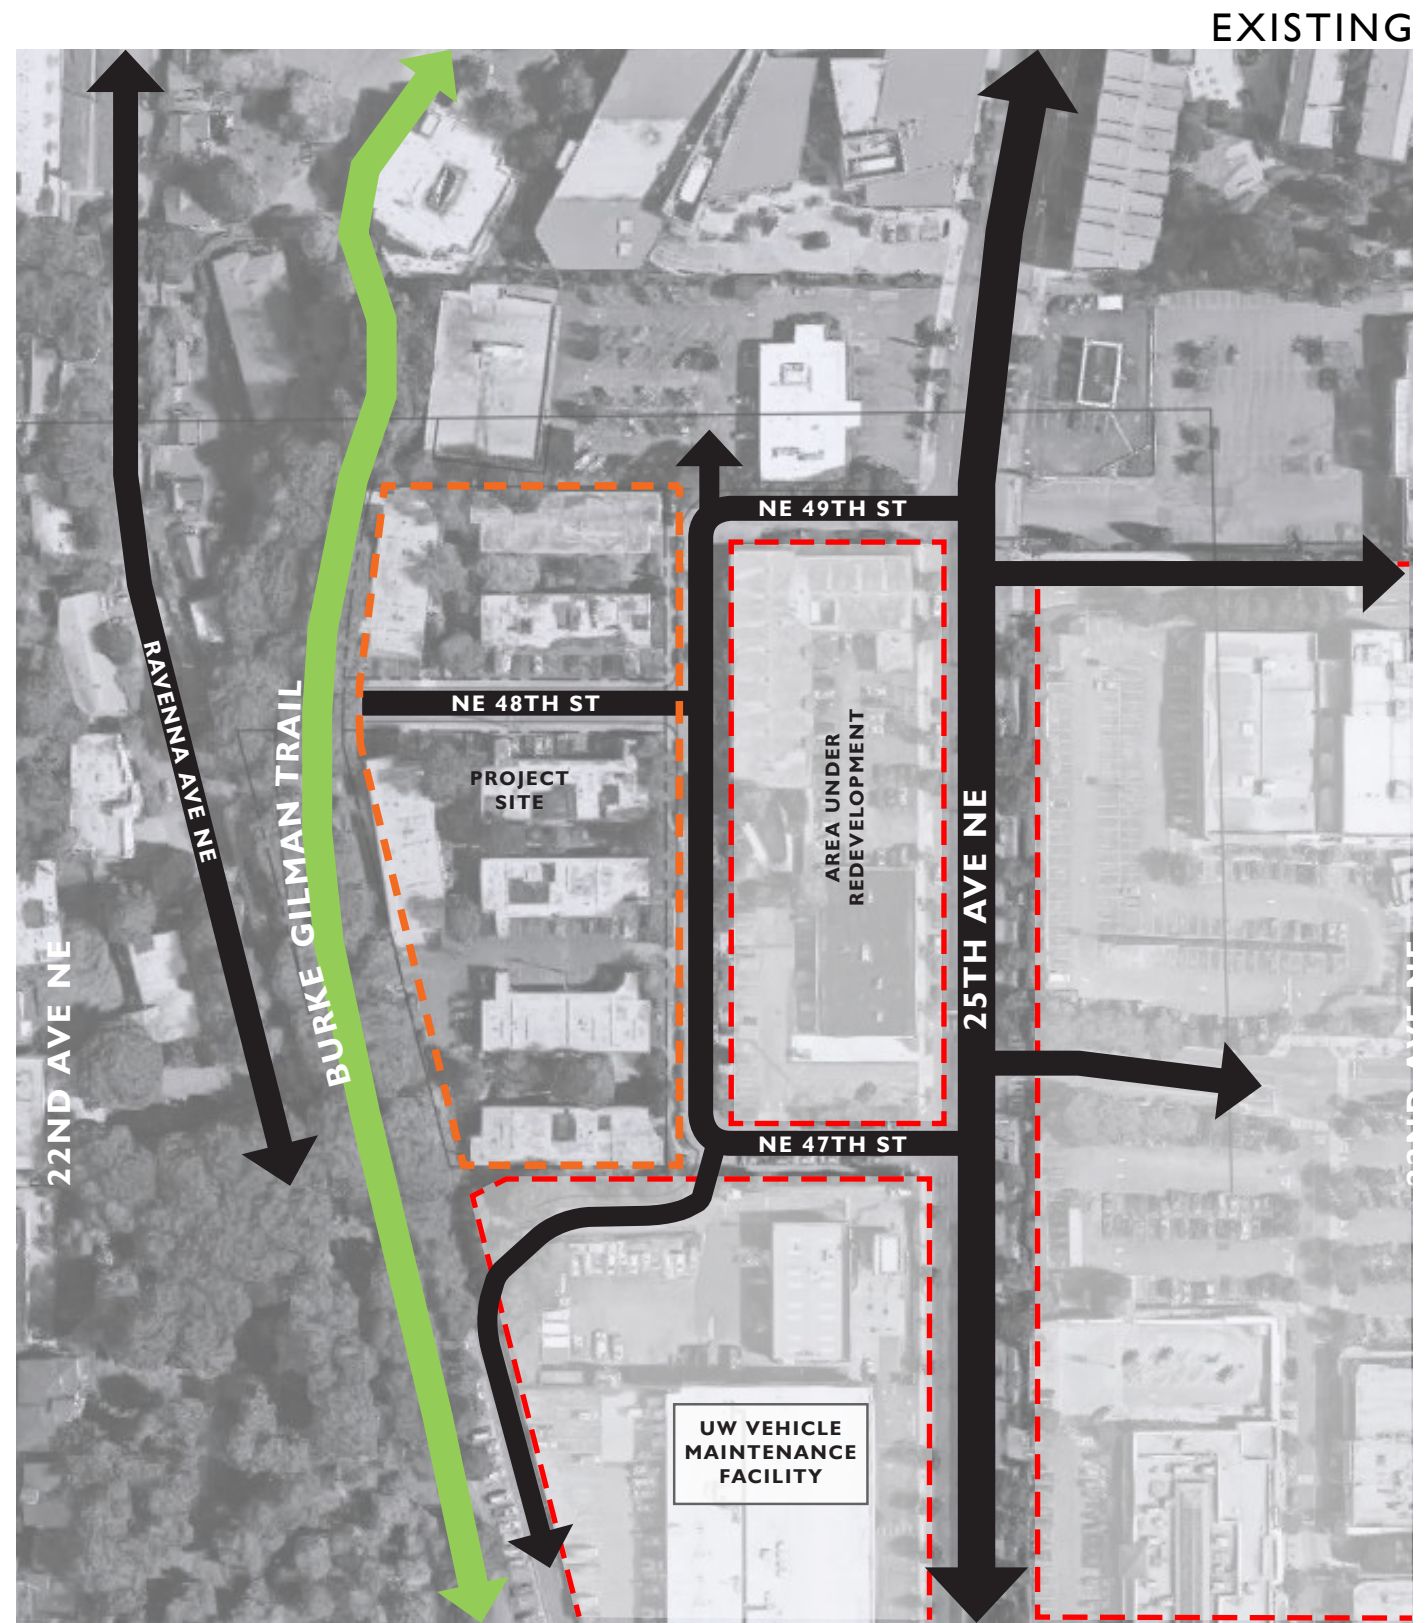 EXISTING
NE 49TH ST
RAVENNA AVE NE
BURKE GILMAN TRAIL
NE 48TH ST
PROJECT
SITE
AREA UNDER
REDEVELOPMENT
25TH AVE NE
22ND AVE NE
NE 47TH ST
UW VEHICLE
MAINTENANCE
FACILITY